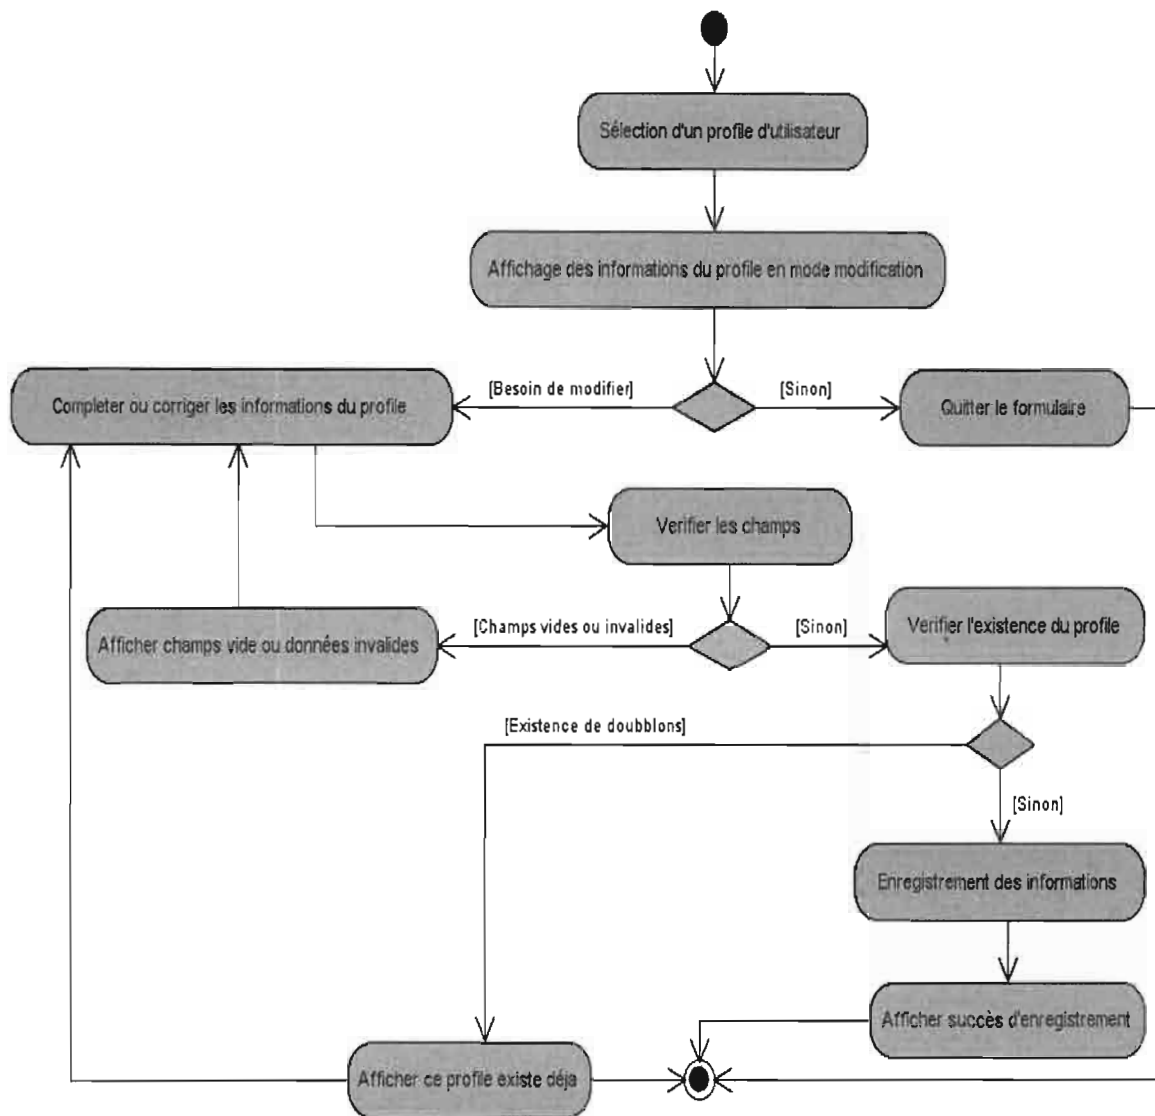 Sélection d'un profile d'utilisateur
Affichage des informations du profile en mode modification
[Besoin de modifier]
[Sinon]
Completer ou corriger les informations du profile
Quitter le formulaire
Verifier les champs
[Champs vides ou invalides]
[Sinon]
Afficher champs vide ou données invalides
Verifier l'existence du profile
[Existence de doubblons]
[Sinon]
Enregistrement des informations
Afficher succès d'enregistrement
Afficher ce profile existe déja